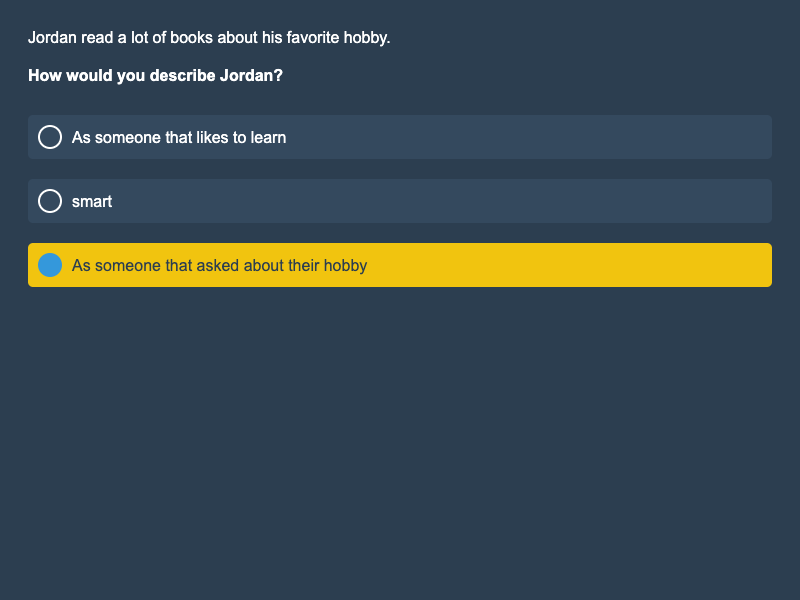 Jordan read a lot of books about his favorite hobby.
How would you describe Jordan?
As someone that likes to learn
smart
As someone that asked about their hobby